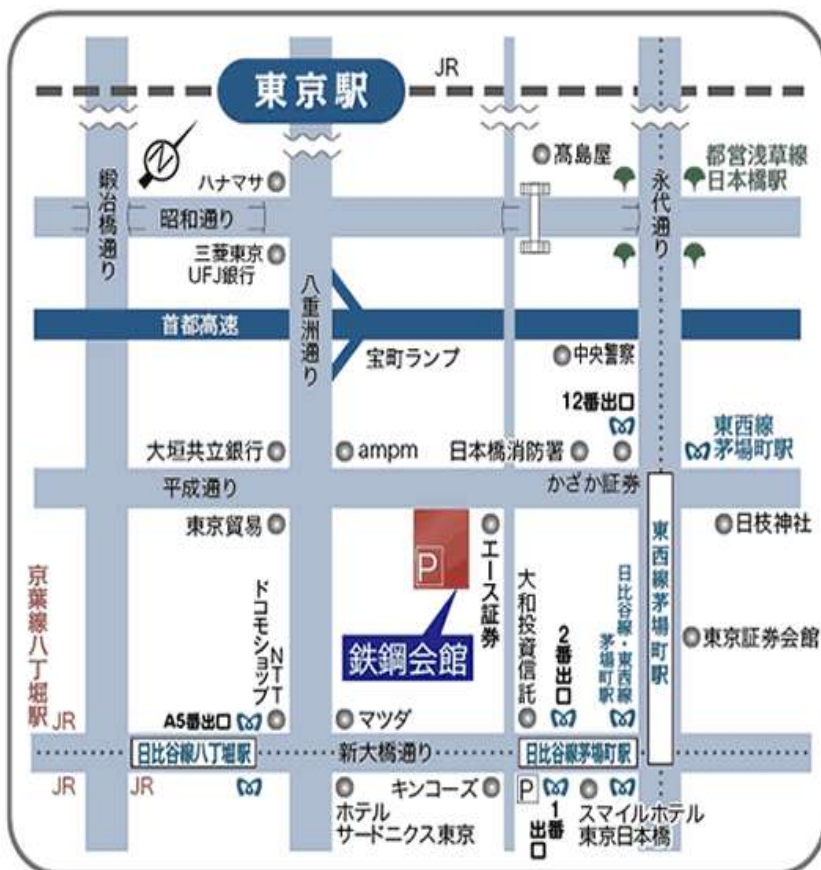 JR
東京駅
髙島屋
都営浅草線
日本橋駅
N
ハナマサ
鍛冶橋通り
昭和通り
永代通り
三菱東京
UFJ銀行
八重洲通り
首都高速
宝町ランプ
中央警察
12番出口
大垣共立銀行
ampm
日本橋消防署
東西線
茅場町駅
平成通り
かざか証券
東京貿易
P
エース証券
日枝神社
東西線茅場町駅
京葉線八丁堀駅
ドコモショップ
NTT
鉄鋼会館
大和投資信託
2番出口
日比谷線・東西線
茅場町駅
東京証券会館
JR
A5番出口
マツダ
日比谷線八丁堀駅
新大橋通り
日比谷線茅場町駅
JR
JR
キンコーズ
P
ホテル
サードニクス東京
1番
出口
スマイルホテル
東京日本橋